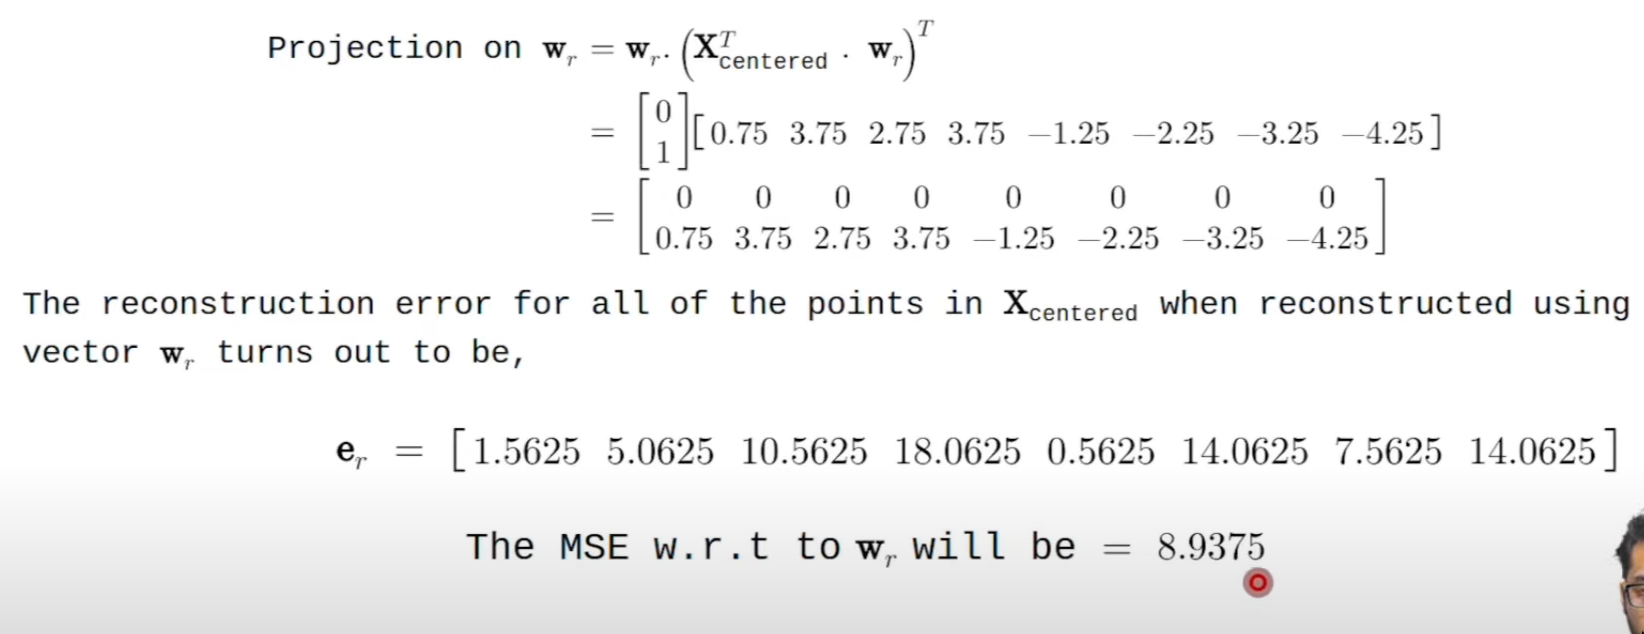 Projection on w_r = w_r. (X^T_centered · w_r)^T
= [0 1] [0.75 3.75 2.75 3.75 −1.25 −2.25 −3.25 −4.25]
= [0 0 0 0 0 0 0 0
0.75 3.75 2.75 3.75 −1.25 −2.25 −3.25 −4.25]
The reconstruction error for all of the points in X_centered when reconstructed using
vector w_r turns out to be,
e_r = [1.5625 5.0625 10.5625 18.0625 0.5625 14.0625 7.5625 14.0625]
The MSE w.r.t to w_r will be = 8.9375